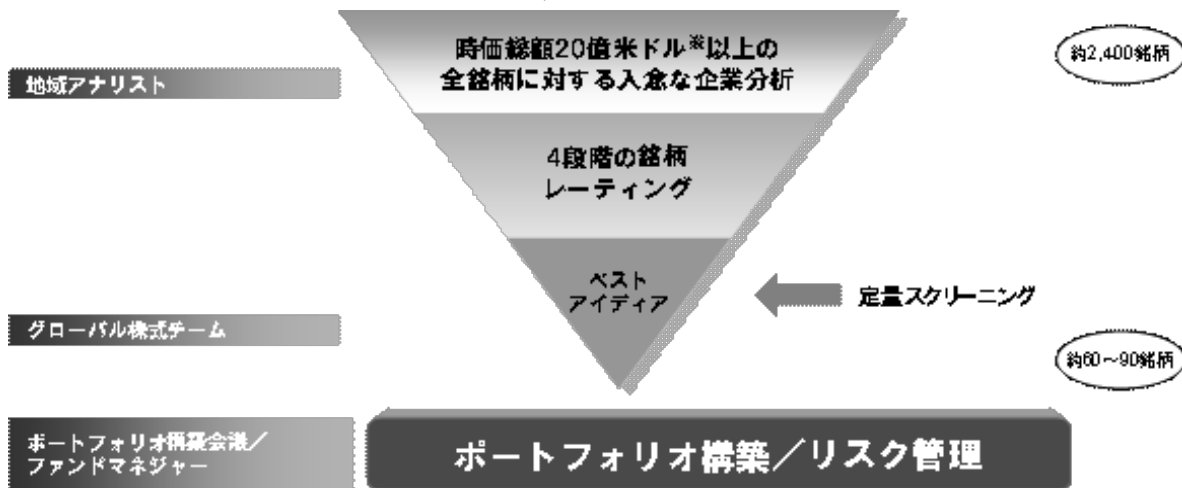 時価総額20億米ドル※以上の
全銘柄に対する入念な企業分析
約2,400銘柄
地域アナリスト
4段階の銘柄
レーティング
ベスト
アイディア
定量スクリーニング
グローバル株式チーム
約60～90銘柄
ポートフォリオ構築会議／
ファンドマネジャー
ポートフォリオ構築／リスク管理